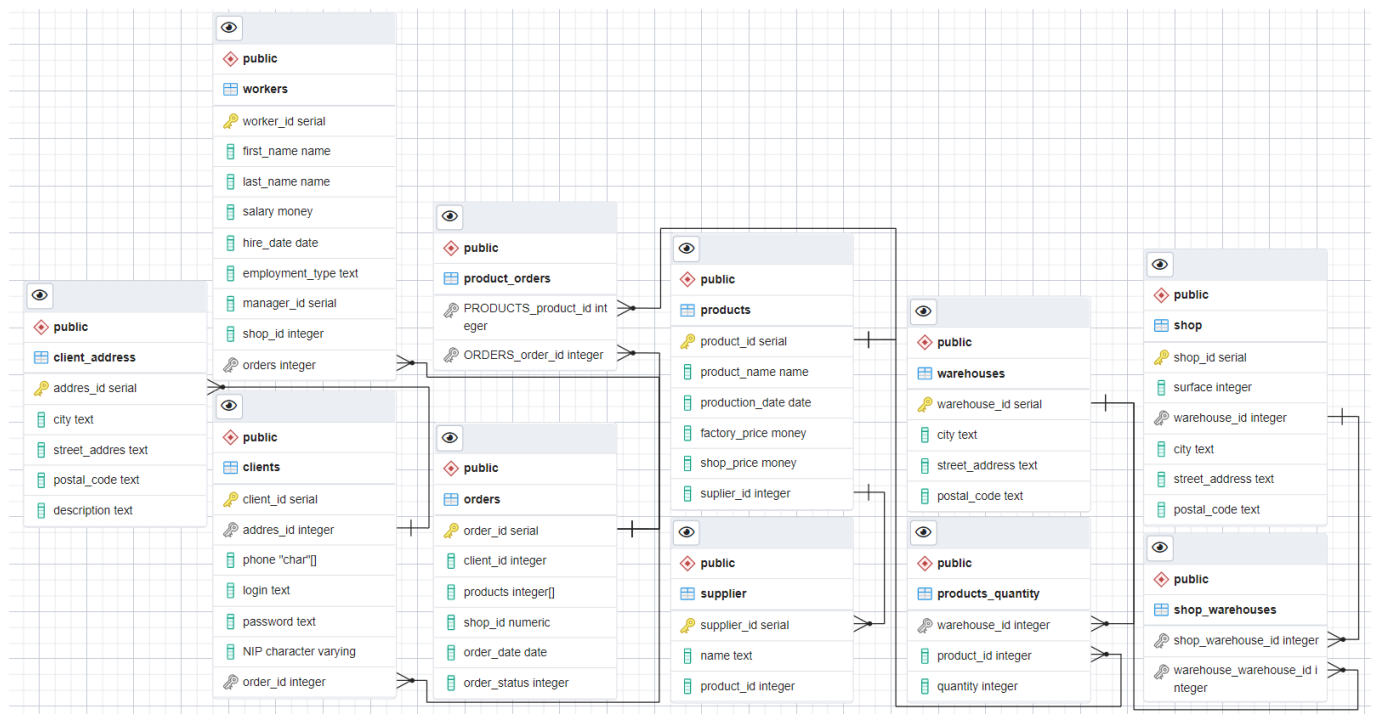 public
workers
worker_id serial
first_name name
last_name name
salary money
hire_date date
employment_type text
manager_id serial
shop_id integer
orders integer
public
client_address
addres_id serial
city text
street_addres text
postal_code text
description text
public
clients
client_id serial
addres_id integer
phone "char"[]
login text
password text
NIP character varying
order_id integer
public
product_orders
PRODUCTS_product_id int
eger
ORDERS_order_id integer
public
orders
order_id serial
client_id integer
products integer[]
shop_id numeric
order_date date
order_status integer
public
products
product_id serial
product_name name
production_date date
factory_price money
shop_price money
suplier_id integer
public
supplier
supplier_id serial
name text
product_id integer
public
warehouses
warehouse_id serial
city text
street_address text
postal_code text
public
products_quantity
warehouse_id integer
product_id integer
quantity integer
public
shop
shop_id serial
surface integer
warehouse_id integer
city text
street_address text
postal_code text
public
shop_warehouses
shop_warehouse_id integer
warehouse_warehouse_id i
nteger